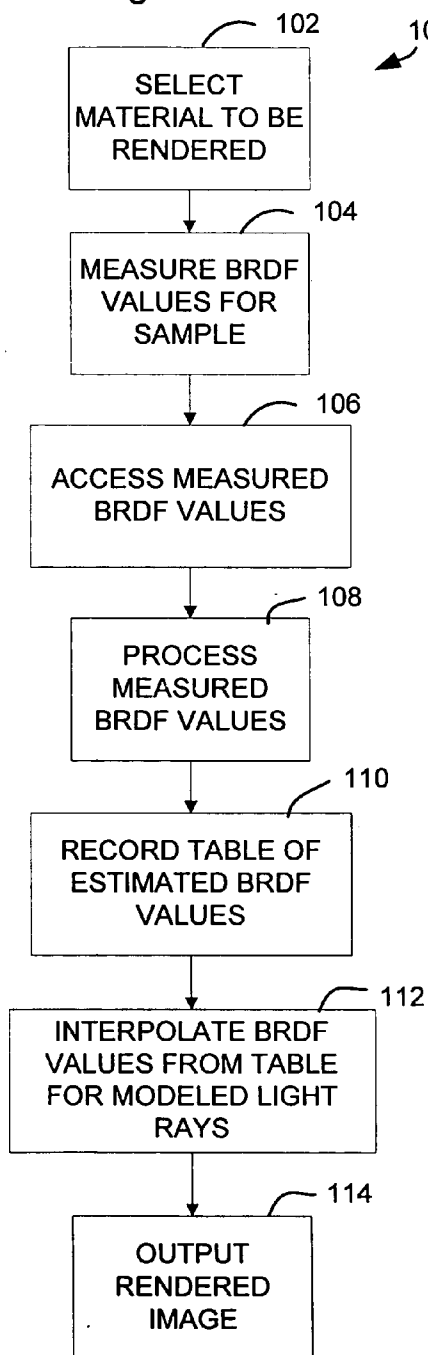 102
SELECT
MATERIAL TO BE
RENDERED
104
MEASURE BRDF
VALUES FOR
SAMPLE
106
ACCESS MEASURED
BRDF VALUES
108
PROCESS
MEASURED
BRDF VALUES
110
RECORD TABLE OF
ESTIMATED BRDF
VALUES
112
INTERPOLATE BRDF
VALUES FROM TABLE
FOR MODELED LIGHT
RAYS
114
OUTPUT
RENDERED
IMAGE